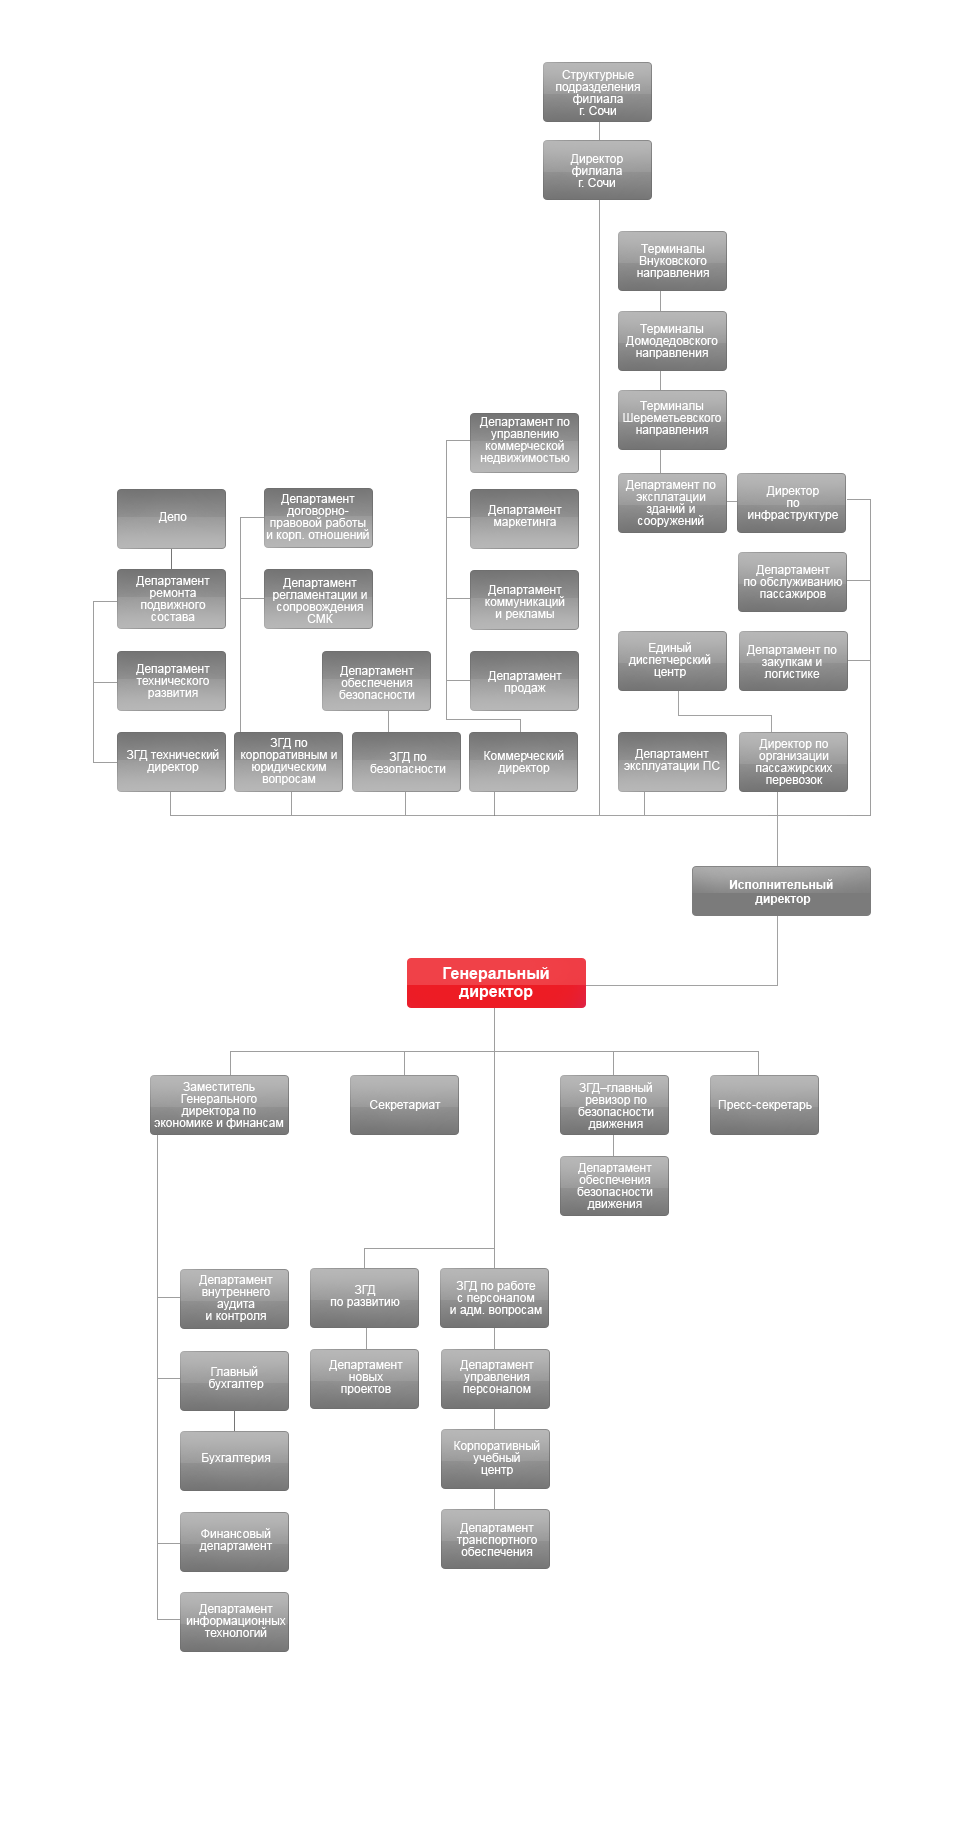 Структурные
подразделения
филиала
г. Сочи
Директор
филиала
г. Сочи
Терминалы
Внуковского
направления
Терминалы
Домодедовского
направления
Терминалы
Шереметьевского
направления
Департамент по
управлению
коммерческой
недвижимостью
Департамент по
эксплатации
зданий и
сооружений
Директор
по
инфраструктуре
Депо
Департамент
договорно-
правовой работы
и корп. отношений
Департамент
маркетинга
Департамент
по обслуживанию
пассажиров
Департамент
ремонта
подвижного
состава
Департамент
регламентации и
сопровождения
СМК
Департамент
коммуникаций
и рекламы
Единый
диспетчерский
центр
Департамент по
закупкам и
логистике
Департамент
технического
развития
Департамент
обеспечения
безопасности
Департамент
продаж
ЗГД технический
директор
ЗГД по
корпоративным и
юридическим
вопросам
ЗГД по
безопасности
Коммерческий
директор
Департамент
эксплуатации ПС
Директор по
организации
пассажирских
перевозок
Исполнительный
директор
Генеральный
директор
Заместитель
Генерального
директора по
экономике и финансам
Секретариат
ЗГД–главный
ревизор по
безопасности
движения
Пресс-секретарь
Департамент
обеспечения
безопасности
движения
Департамент
внутреннего
аудита
и контроля
ЗГД
по развитию
ЗГД по работе
с персоналом
и адм. вопросам
Главный
бухгалтер
Департамент
новых
проектов
Департамент
управления
персоналом
Бухгалтерия
Корпоративный
учебный
центр
Финансовый
департамент
Департамент
транспортного
обеспечения
Департамент
информационных
технологий